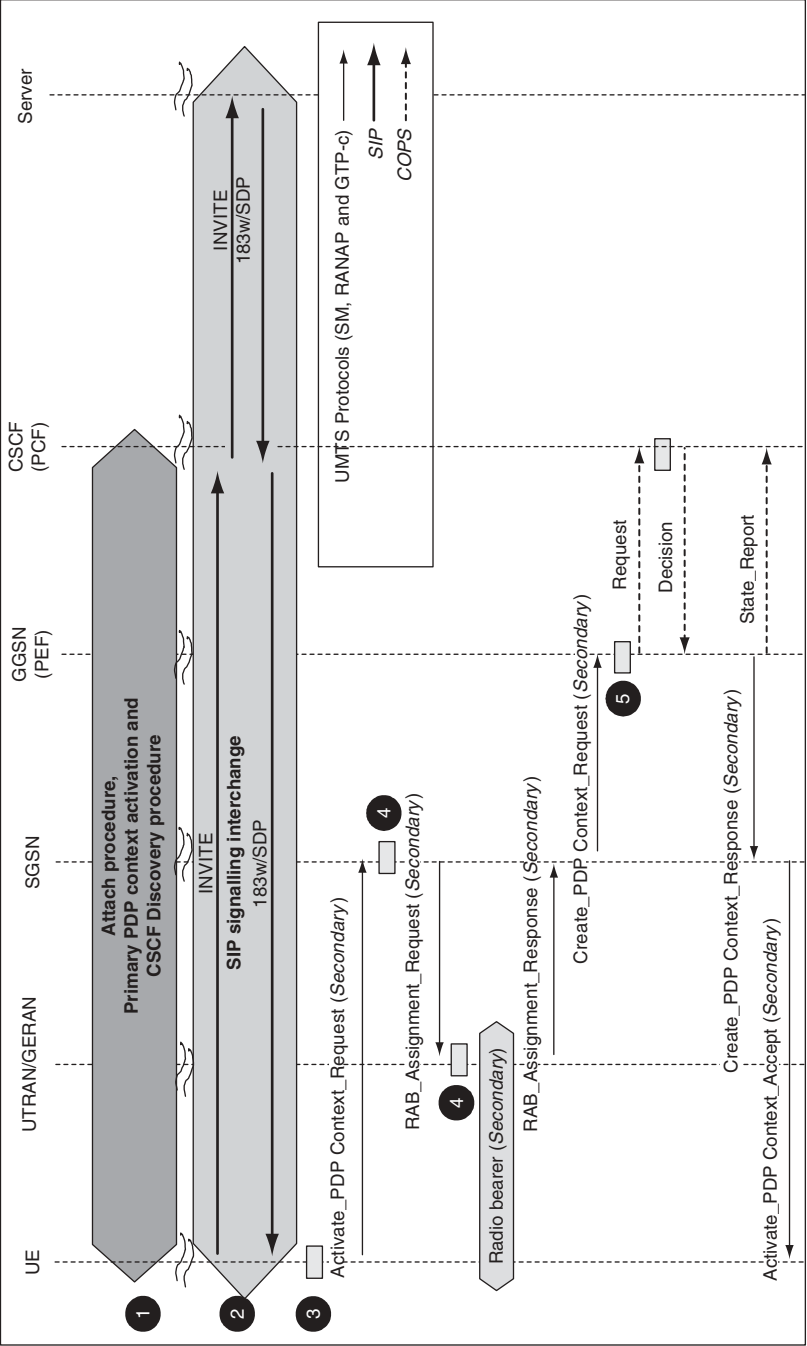 UE
UTRAN/GERAN
SGSN
GGSN
(PEF)
CSCF
(PCF)
Server
1
Attach procedure,
Primary PDP context activation and
CSCF Discovery procedure
2
INVITE
SIP signalling interchange
183w/SDP
INVITE
183w/SDP
3
Activate_PDP Context_Request (Secondary)
UMTS Protocols (SM, RANAP and GTP-c)
SIP
COPS
4
RAB_Assignment_Request (Secondary)
4
Radio bearer (Secondary)
RAB_Assignment_Response (Secondary)
Create_PDP Context_Request (Secondary)
5
Request
Decision
Create_PDP Context_Response (Secondary)
State_Report
Activate_PDP Context_Accept (Secondary)